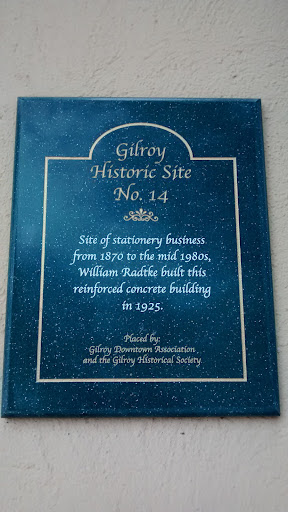 Gilroy
Historic Site
No. 14
Site of stationery business
from 1870 to the mid 1980s,
William Radtke built this
reinforced concrete building
in 1925.
Placed by:
Gilroy Downtown Association
and the Gilroy Historical Society